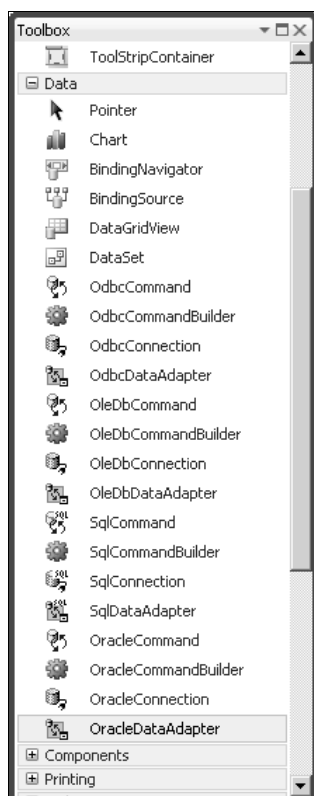 Toolbox
ToolStripContainer
Data
Pointer
Chart
BindingNavigator
BindingSource
DataGridView
DataSet
OdbcCommand
OdbcCommandBuilder
OdbcConnection
OdbcDataAdapter
OleDbCommand
OleDbCommandBuilder
OleDbConnection
OleDbDataAdapter
SqlCommand
SqlCommandBuilder
SqlConnection
SqlDataAdapter
OracleCommand
OracleCommandBuilder
OracleConnection
OracleDataAdapter
Components
Printing